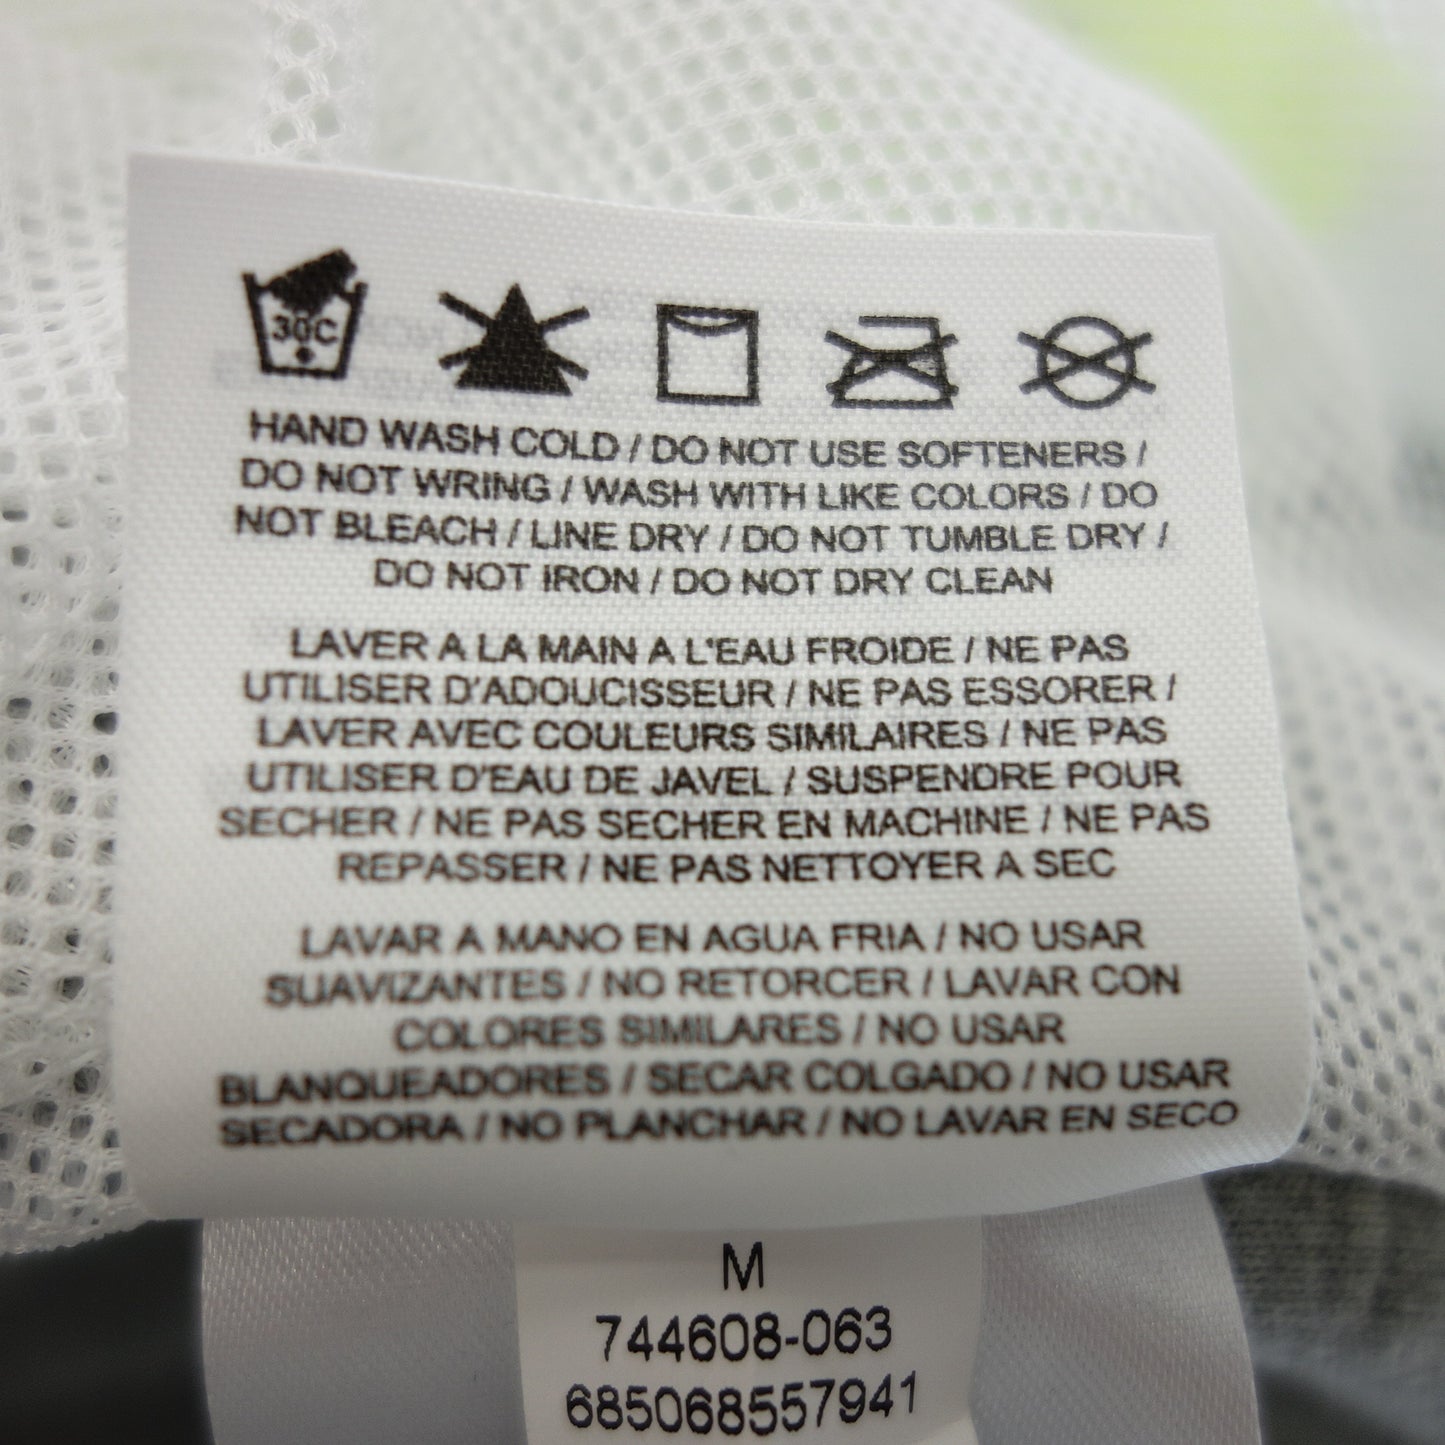 30C
HAND WASH COLD / DO NOT USE SOFTENERS /
DO NOT WRING / WASH WITH LIKE COLORS / DO
NOT BLEACH / LINE DRY / DO NOT TUMBLE DRY /
DO NOT IRON / DO NOT DRY CLEAN
LAVER A LA MAIN A L'EAU FROIDE / NE PAS
UTILISER D'ADOUCISSEUR / NE PAS ESSORER /
LAVER AVEC COULEURS SIMILAIRES / NE PAS
UTILISER D'EAU DE JAVEL / SUSPENDRE POUR
SECHER / NE PAS SECHER EN MACHINE / NE PAS
REPASSER / NE PAS NETTOYER A SEC
LAVAR A MANO EN AGUA FRIA / NO USAR
SUAVIZANTES / NO RETORCER / LAVAR CON
COLORES SIMILARES / NO USAR
BLANQUEADORES / SECAR COLGADO / NO USAR
SECADORA / NO PLANCHAR / NO LAVAR EN SECO
M
744608-063
685068557941